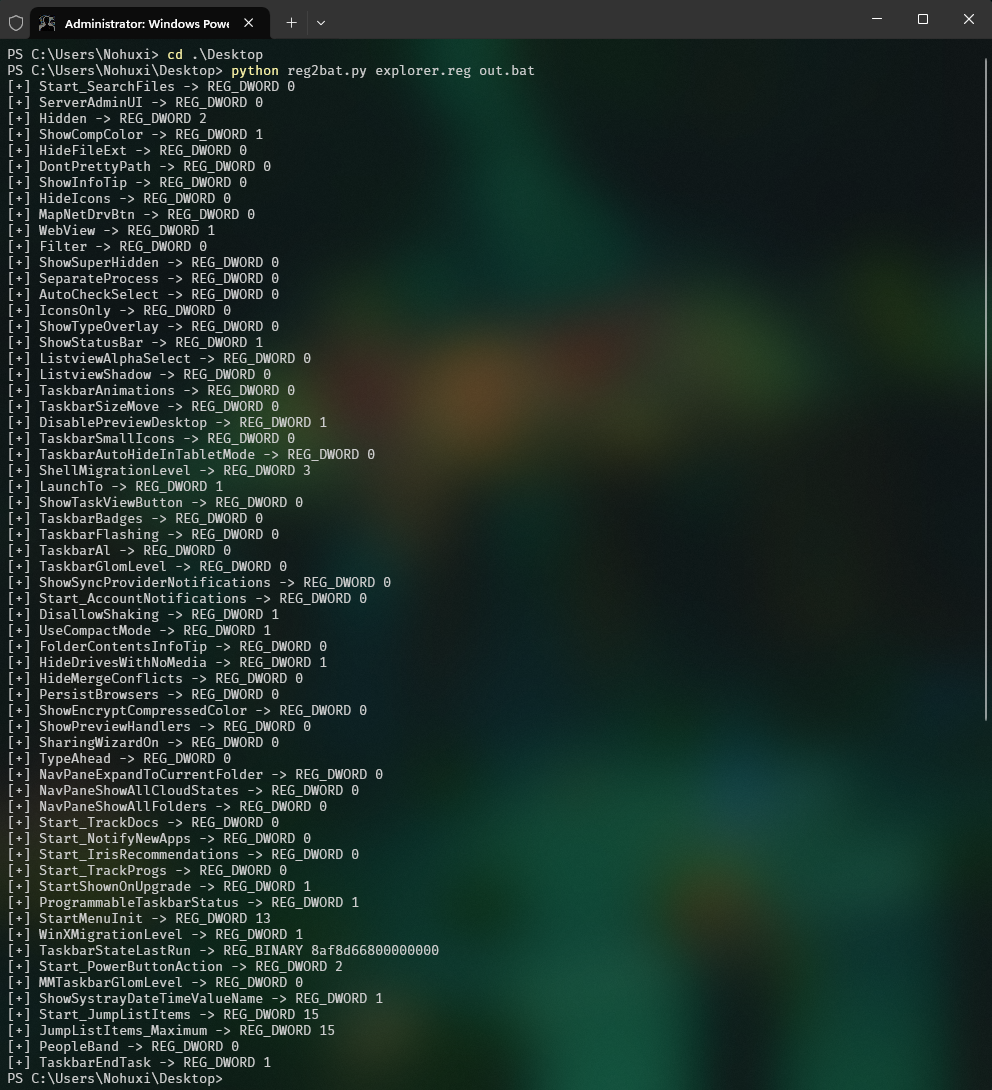 Administrator: Windows Powe
PS C:\Users\Nohuxi> cd .\Desktop
PS C:\Users\Nohuxi\Desktop> python reg2bat.py explorer.reg out.bat
[+] Start_SearchFiles -> REG_DWORD 0
[+] ServerAdminUI -> REG_DWORD 0
[+] Hidden -> REG_DWORD 2
[+] ShowCompColor -> REG_DWORD 1
[+] HideFileExt -> REG_DWORD 0
[+] DontPrettyPath -> REG_DWORD 0
[+] ShowInfoTip -> REG_DWORD 0
[+] HideIcons -> REG_DWORD 0
[+] MapNetDrvBtn -> REG_DWORD 0
[+] WebView -> REG_DWORD 1
[+] Filter -> REG_DWORD 0
[+] ShowSuperHidden -> REG_DWORD 0
[+] SeparateProcess -> REG_DWORD 0
[+] AutoCheckSelect -> REG_DWORD 0
[+] IconsOnly -> REG_DWORD 0
[+] ShowTypeOverlay -> REG_DWORD 0
[+] ShowStatusBar -> REG_DWORD 1
[+] ListviewAlphaSelect -> REG_DWORD 0
[+] ListviewShadow -> REG_DWORD 0
[+] TaskbarAnimations -> REG_DWORD 0
[+] TaskbarSizeMove -> REG_DWORD 0
[+] DisablePreviewDesktop -> REG_DWORD 1
[+] TaskbarSmallIcons -> REG_DWORD 0
[+] TaskbarAutoHideInTabletMode -> REG_DWORD 0
[+] ShellMigrationLevel -> REG_DWORD 3
[+] LaunchTo -> REG_DWORD 1
[+] ShowTaskViewButton -> REG_DWORD 0
[+] TaskbarBadges -> REG_DWORD 0
[+] TaskbarFlashing -> REG_DWORD 0
[+] TaskbarAl -> REG_DWORD 0
[+] TaskbarGlomLevel -> REG_DWORD 0
[+] ShowSyncProviderNotifications -> REG_DWORD 0
[+] Start_AccountNotifications -> REG_DWORD 0
[+] DisallowShaking -> REG_DWORD 1
[+] UseCompactMode -> REG_DWORD 1
[+] FolderContentsInfoTip -> REG_DWORD 0
[+] HideDrivesWithNoMedia -> REG_DWORD 1
[+] HideMergeConflicts -> REG_DWORD 0
[+] PersistBrowsers -> REG_DWORD 0
[+] ShowEncryptCompressedColor -> REG_DWORD 0
[+] ShowPreviewHandlers -> REG_DWORD 0
[+] SharingWizardOn -> REG_DWORD 0
[+] TypeAhead -> REG_DWORD 0
[+] NavPaneExpandToCurrentFolder -> REG_DWORD 0
[+] NavPaneShowAllCloudStates -> REG_DWORD 0
[+] NavPaneShowAllFolders -> REG_DWORD 0
[+] Start_TrackDocs -> REG_DWORD 0
[+] Start_NotifyNewApps -> REG_DWORD 0
[+] Start_IrisRecommendations -> REG_DWORD 0
[+] Start_TrackProgs -> REG_DWORD 0
[+] StartShownOnUpgrade -> REG_DWORD 1
[+] ProgrammableTaskbarStatus -> REG_DWORD 1
[+] StartMenuInit -> REG_DWORD 13
[+] WinXMigrationLevel -> REG_DWORD 1
[+] TaskbarStateLastRun -> REG_BINARY 8af8d66800000000
[+] Start_PowerButtonAction -> REG_DWORD 2
[+] MMTaskbarGlomLevel -> REG_DWORD 0
[+] ShowSystrayDateTimeValueName -> REG_DWORD 1
[+] Start_JumpListItems -> REG_DWORD 15
[+] JumpListItems_Maximum -> REG_DWORD 15
[+] PeopleBand -> REG_DWORD 0
[+] TaskbarEndTask -> REG_DWORD 1
PS C:\Users\Nohuxi\Desktop>